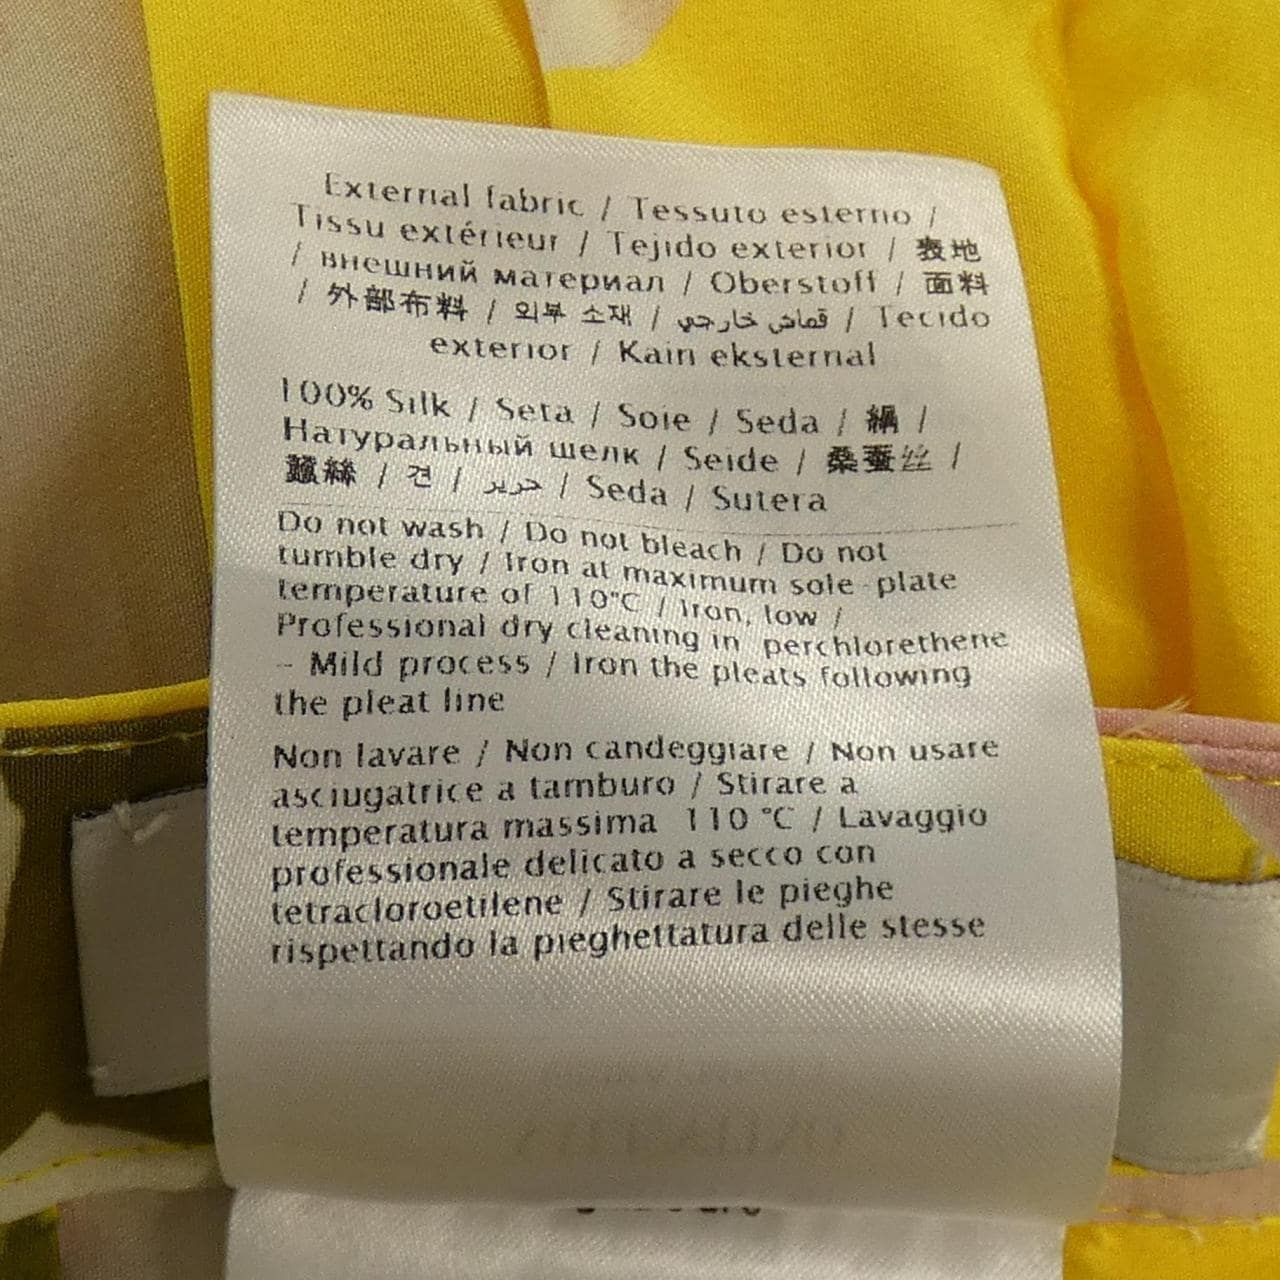 External fabric / Tessuto esterno /
Tissu extérieur / Tejido exterior / 表地
/ внешний материал / Oberstoff / 面料
/ 外部布料 / 외부 소재 / قماش خارجي / Tecido
exterior / Kain eksternal
100% Silk / Seta / Soie / Seda / 絹 /
Натуральный шелк / Seide / 桑蚕丝 /
蠶絲 / 견 / حرير / Seda / Sutera
Do not wash / Do not bleach / Do not
tumble dry / Iron at maximum sole-plate
temperature of 110°C / Iron, low /
Professional dry cleaning in perchlorethene
- Mild process / Iron the pleats following
the pleat line
Non lavare / Non candeggiare / Non usare
asciugatrice a tamburo / Stirare a
temperatura massima 110 °C / Lavaggio
professionale delicato a secco con
tetracloroetilene / Stirare le pieghe
rispettando la pieghettatura delle stesse